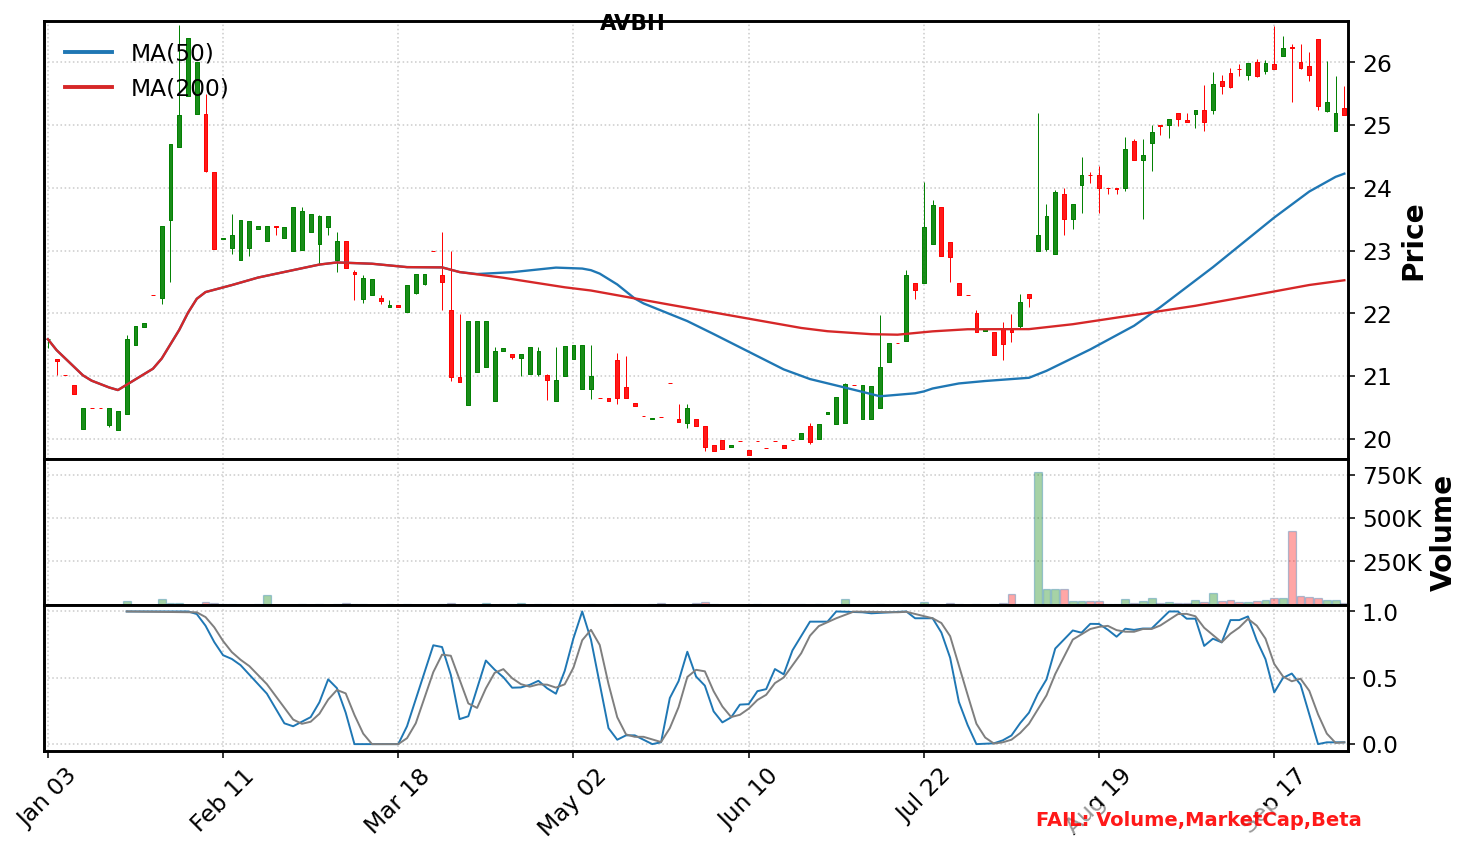 AVBH
MA(50)
MA(200)
26
25
24
23
22
21
20
Price
750K
500K
250K
Volume
1.0
0.5
0.0
Jan 03
Feb 11
Mar 18
May 02
Jun 10
Jul 22
Aug 19
Sep 17
FAIL: Volume,MarketCap,Beta